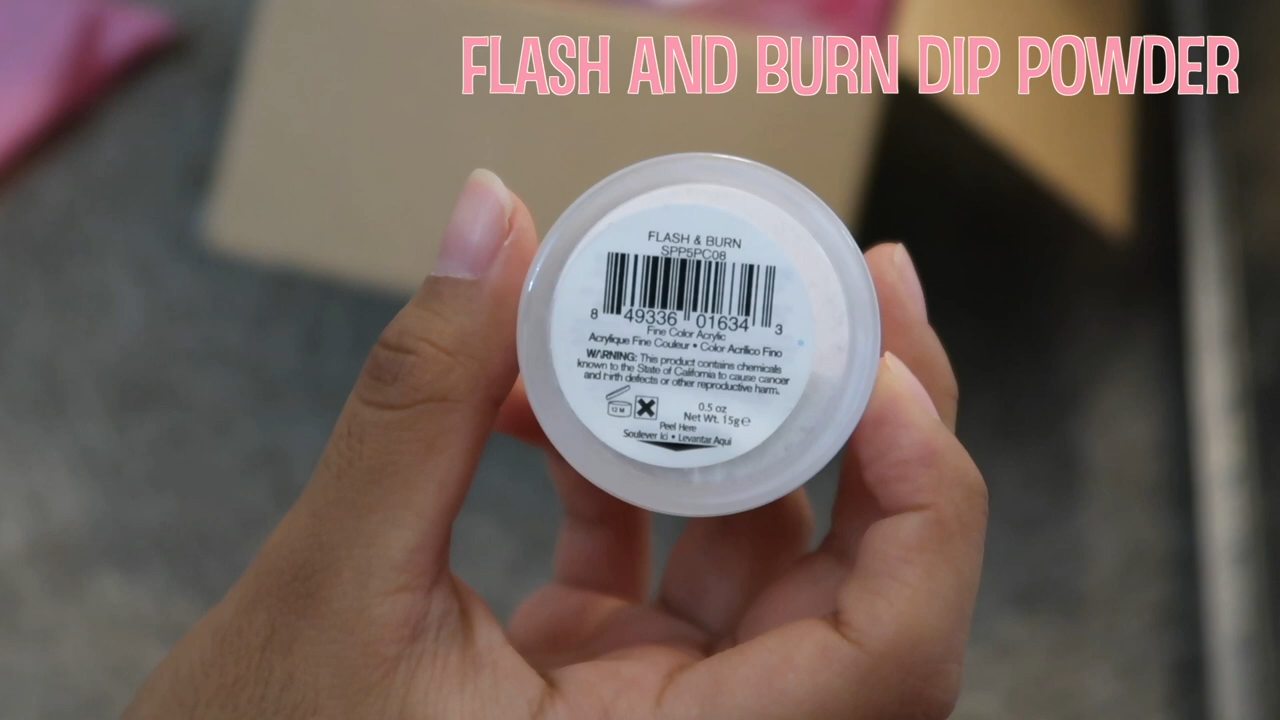 FLASH AND BURN DIP POWDER
FLASH & BURN
SPP5PC08
8 49336 01634 3
Fine Color Acrylic
Acrylique Fine Couleur • Color Acrilico Fino
WARNING: This product contains chemicals
known to the State of California to cause cancer
and birth defects or other reproductive harm.
12 M
0.5 oz
Net Wt. 15g e
Peel Here
Soulever Ici • Levantar Aqui